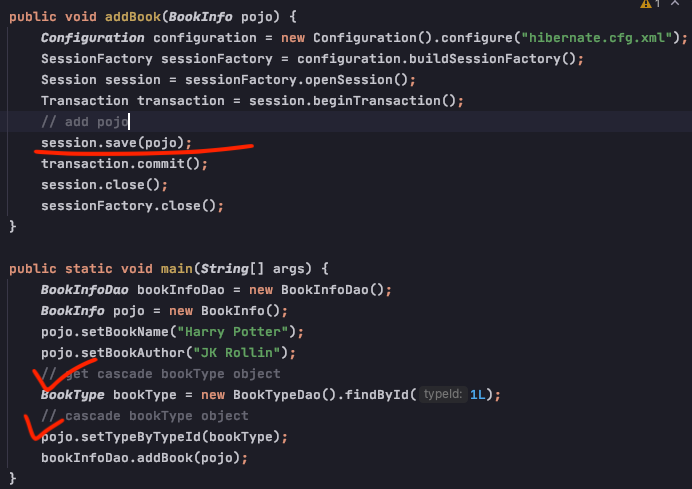 1
public void addBook(BookInfo pojo) {
Configuration configuration = new Configuration().configure("hibernate.cfg.xml");
SessionFactory sessionFactory = configuration.buildSessionFactory();
Session session = sessionFactory.openSession();
Transaction transaction = session.beginTransaction();
// add pojo
session.save(pojo);
transaction.commit();
session.close();
sessionFactory.close();
}
public static void main(String[] args) {
BookInfoDao bookInfoDao = new BookInfoDao();
BookInfo pojo = new BookInfo();
pojo.setBookName("Harry Potter");
pojo.setBookAuthor("JK Rollin");
// get cascade bookType object
BookType bookType = new BookTypeDao().findById( typeId: 1L);
// cascade bookType object
pojo.setTypeByTypeId(bookType);
bookInfoDao.addBook(pojo);
}